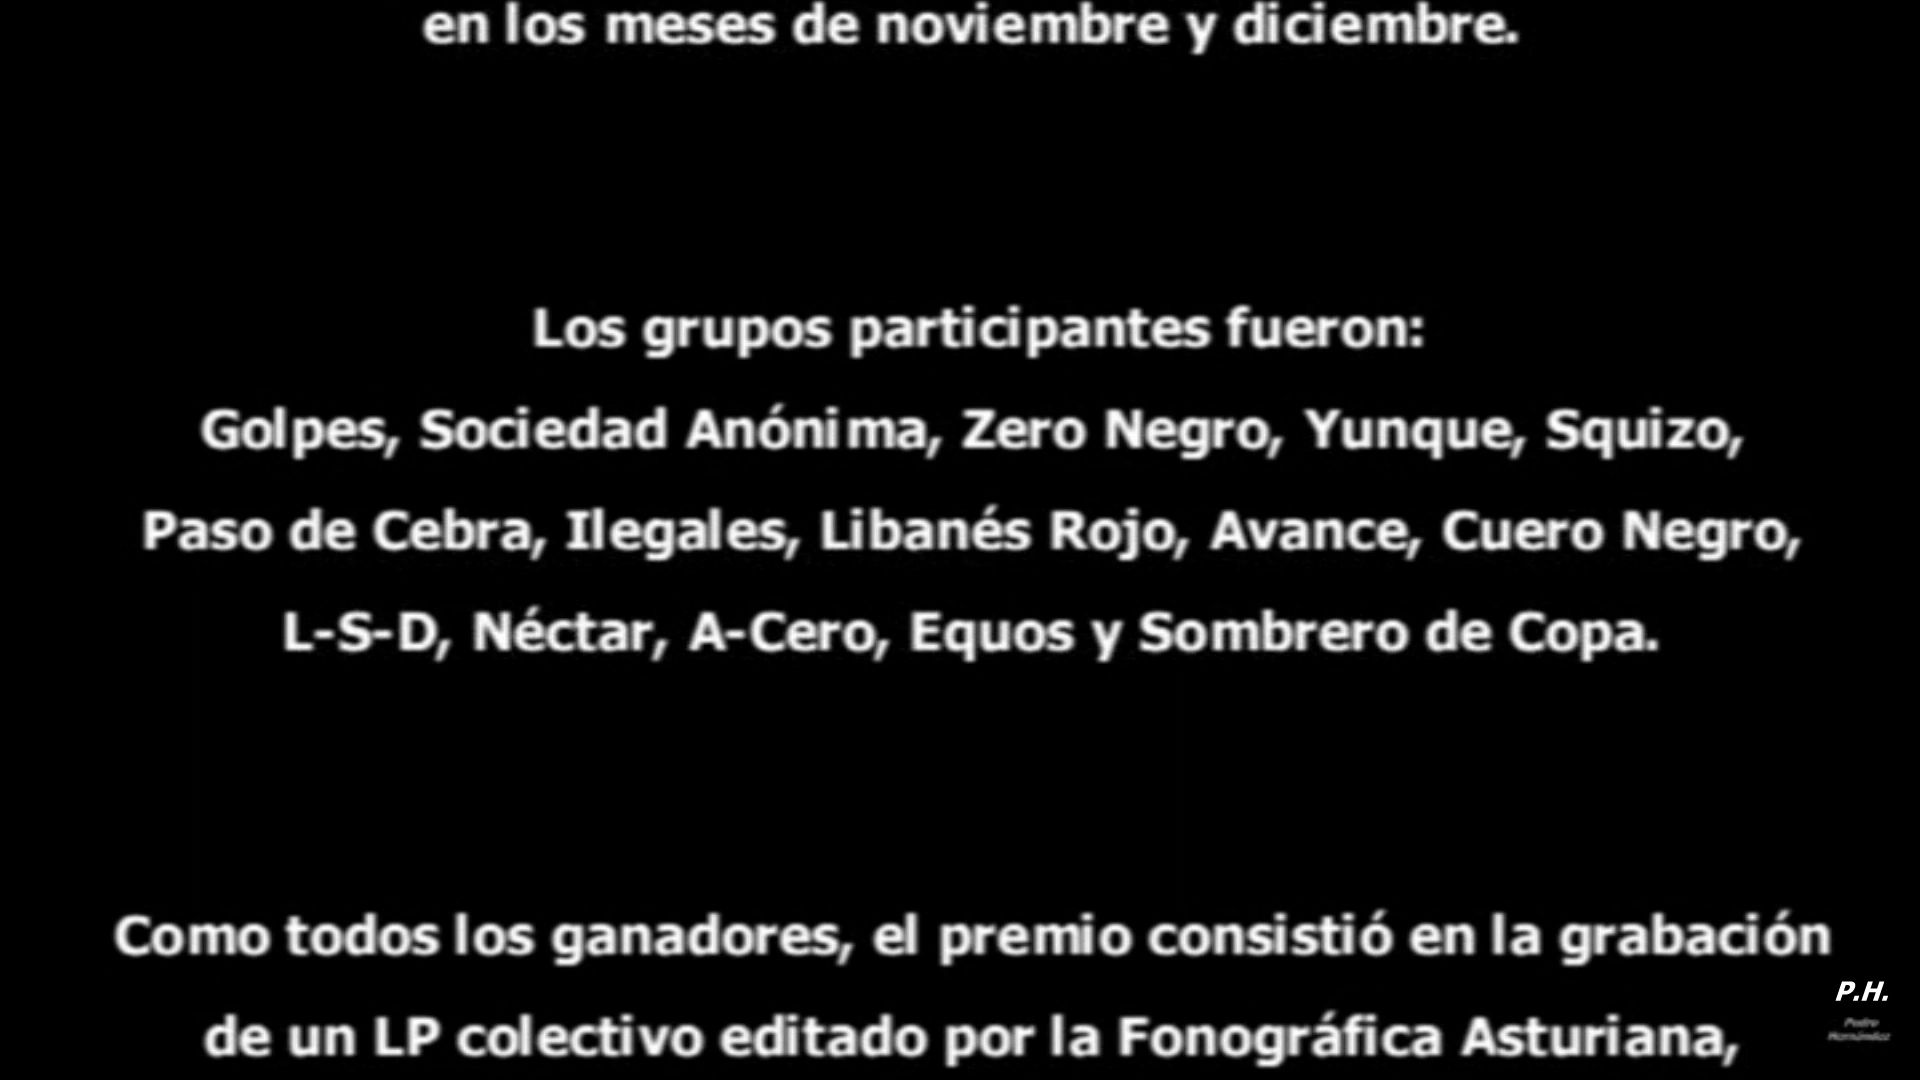 en los meses de noviembre y diciembre.
Los grupos participantes fueron:
Golpes, Sociedad Anónima, Zero Negro, Yunque, Squizo,
Paso de Cebra, Ilegales, Libanés Rojo, Avance, Cuero Negro,
L-S-D, Néctar, A-Cero, Equos y Sombrero de Copa.
Como todos los ganadores, el premio consistió en la grabación
de un LP colectivo editado por la Fonográfica Asturiana,
P.H.
Pedro
Hernández